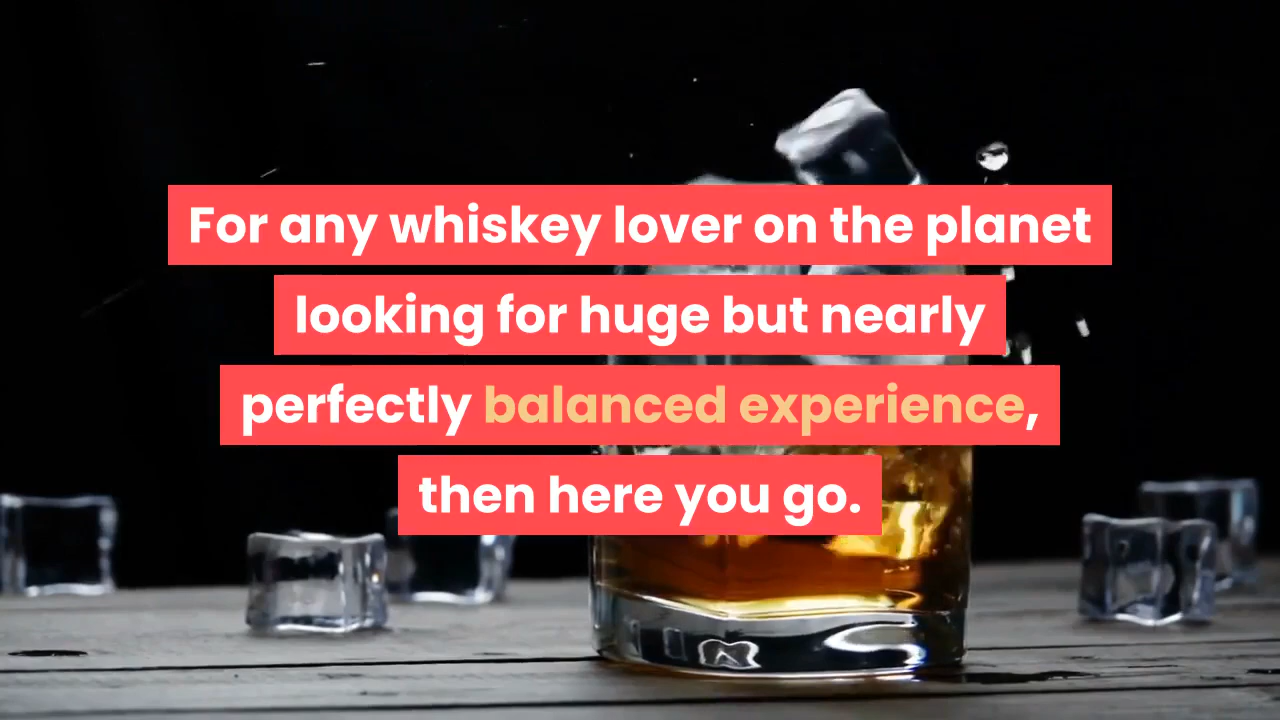 For any whiskey lover on the planet
looking for huge but nearly
perfectly balanced experience,
then here you go.